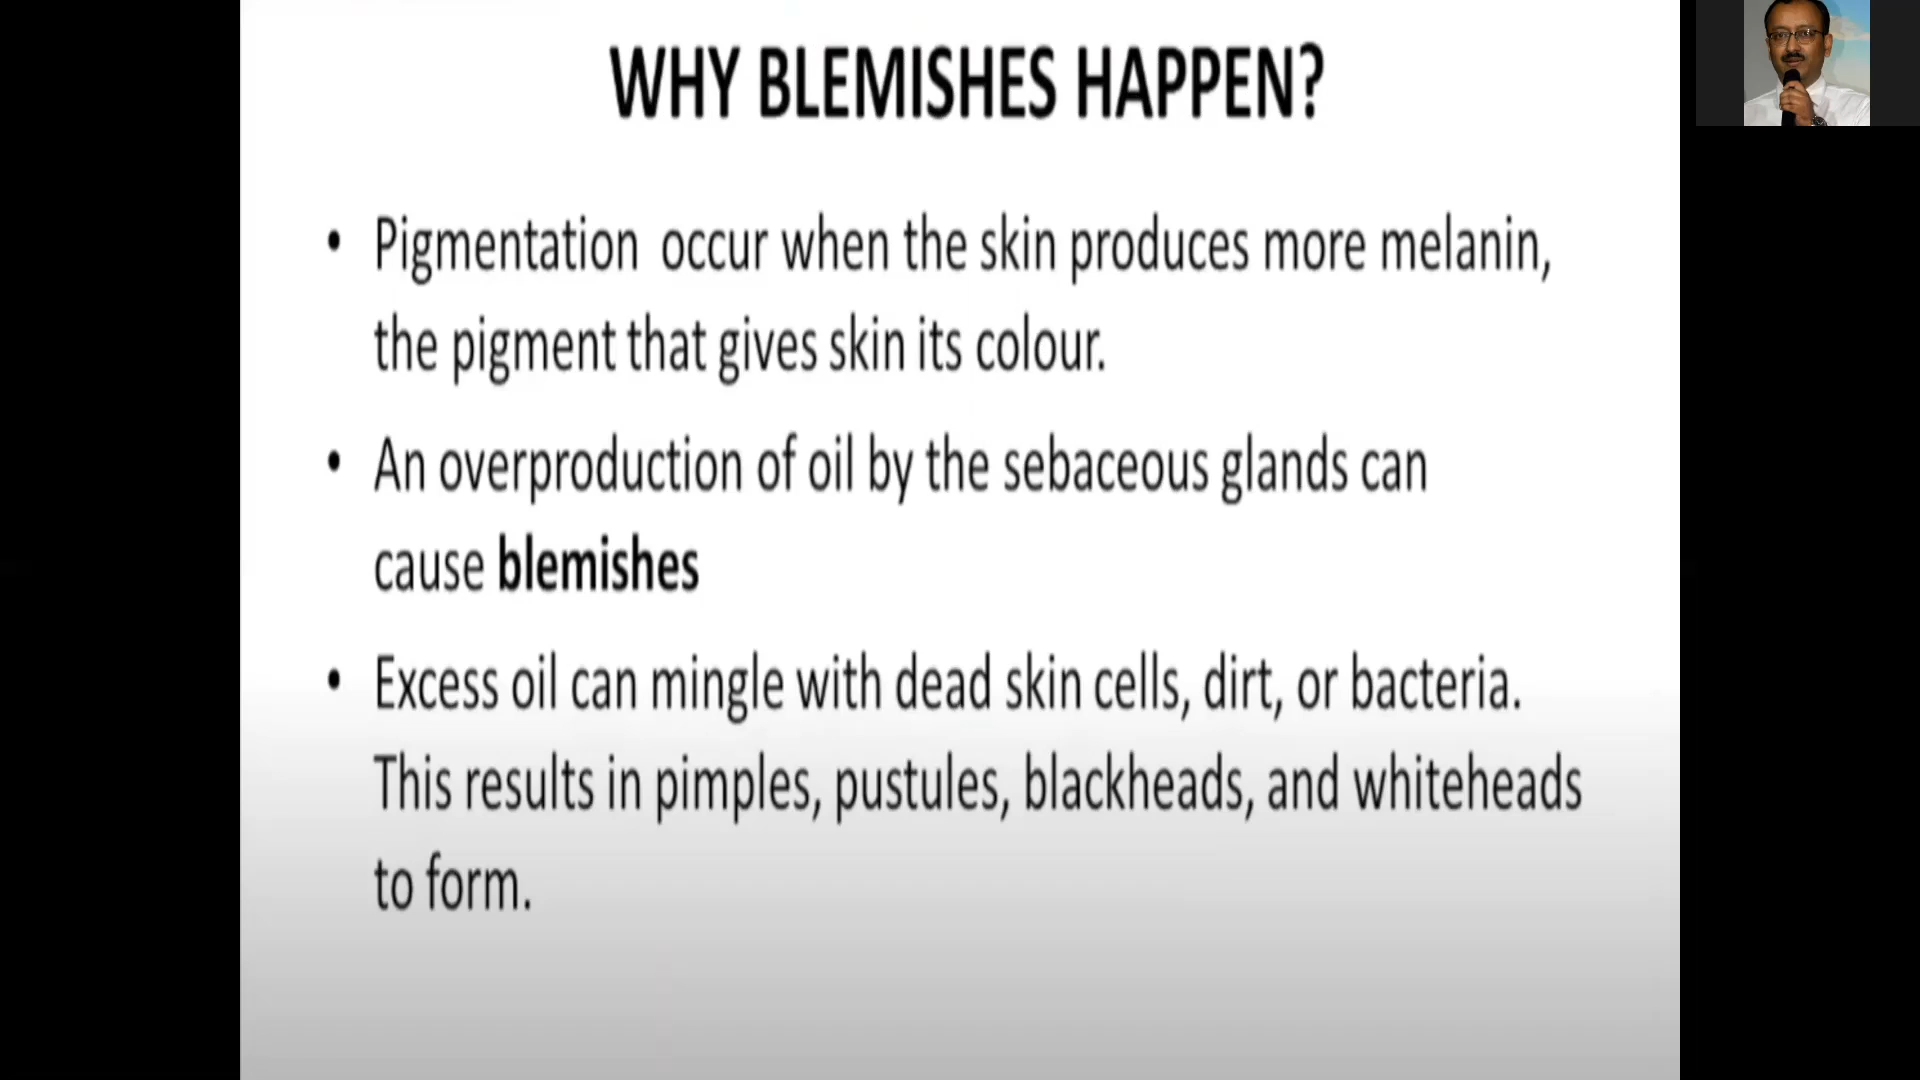 WHY BLEMISHES HAPPEN?
• Pigmentation occur when the skin produces more melanin,
the pigment that gives skin its colour.
• An overproduction of oil by the sebaceous glands can
cause blemishes
• Excess oil can mingle with dead skin cells, dirt, or bacteria.
This results in pimples, pustules, blackheads, and whiteheads
to form.